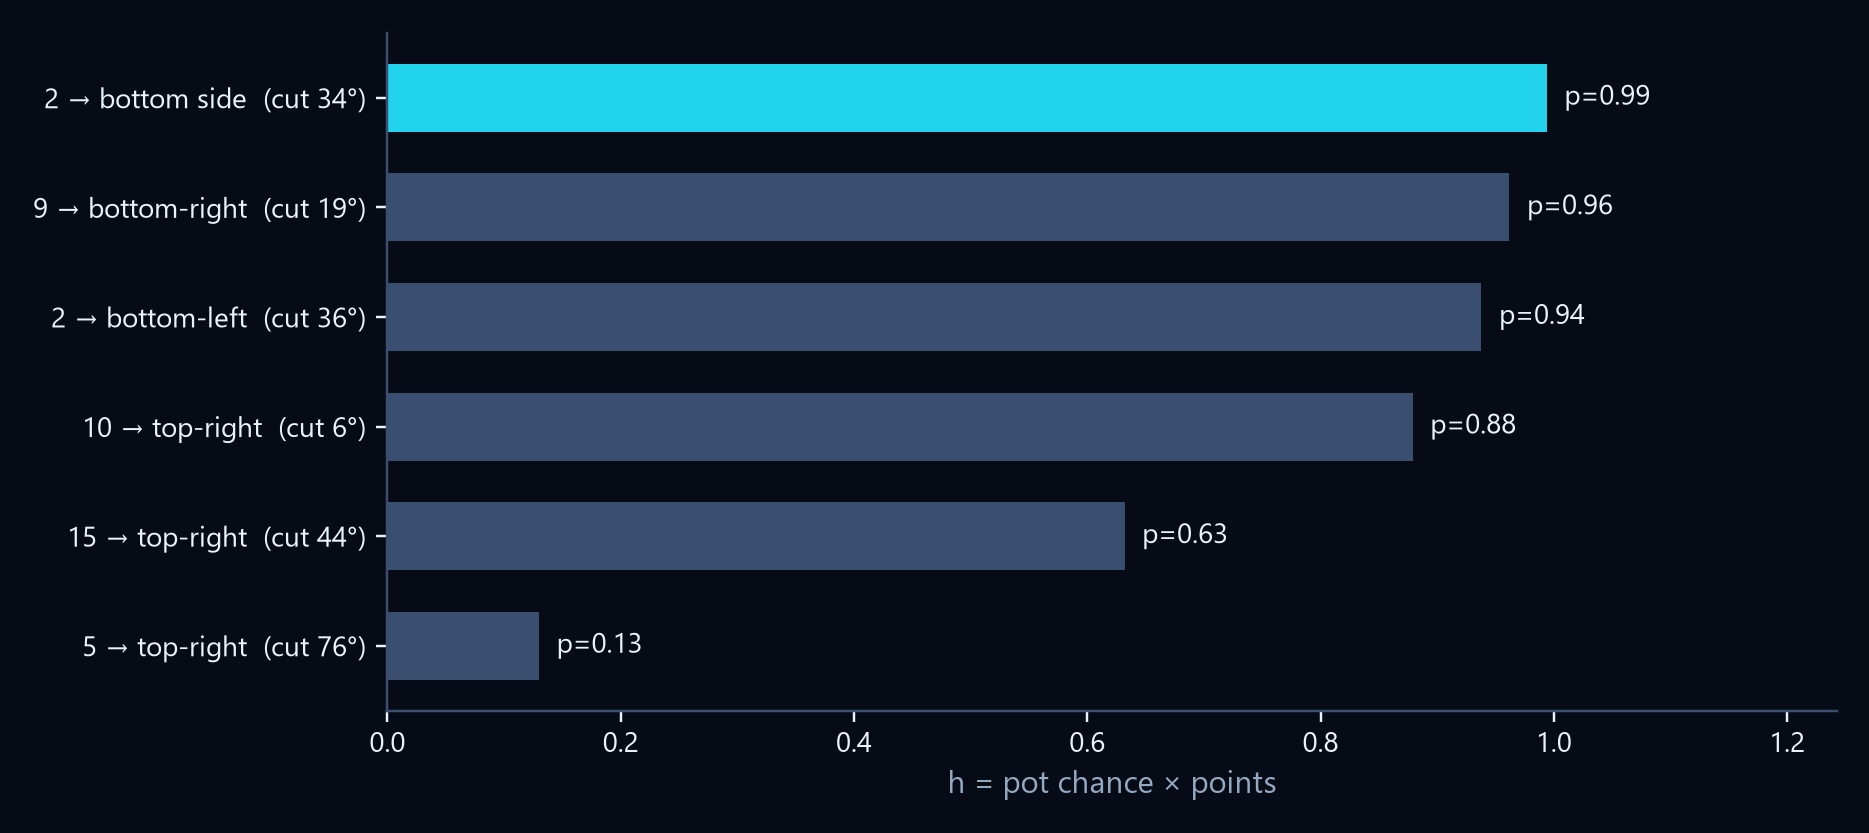 2 → bottom side (cut 34°)
p=0.99
9 → bottom-right (cut 19°)
p=0.96
2 → bottom-left (cut 36°)
p=0.94
10 → top-right (cut 6°)
p=0.88
15 → top-right (cut 44°)
p=0.63
5 → top-right (cut 76°)
p=0.13
0.0 0.2 0.4 0.6 0.8 1.0 1.2
h = pot chance × points